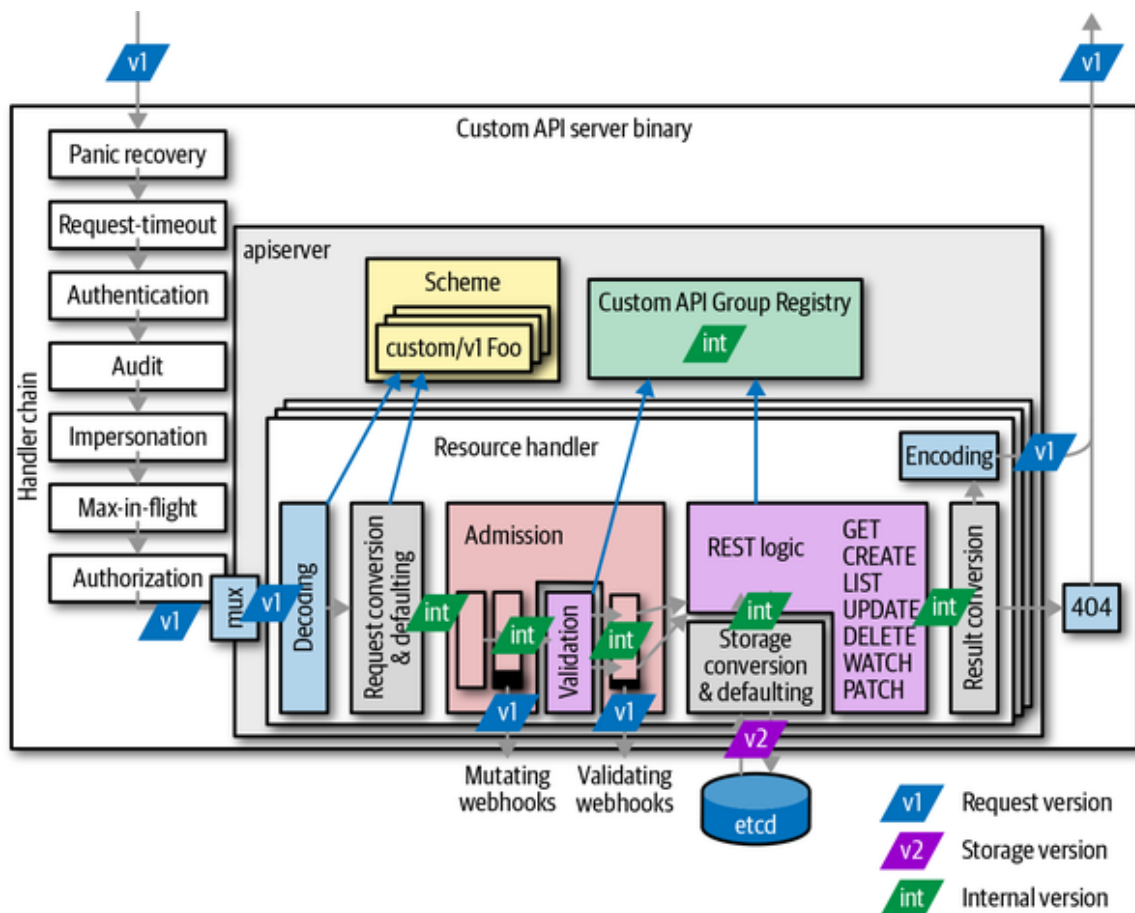 v1
v1
Custom API server binary
Handler chain
Panic recovery
Request-timeout
Authentication
Audit
Impersonation
Max-in-flight
Authorization
v1
mux
v1
apiserver
Scheme
custom/v1 Foo
Custom API Group Registry
int
Resource handler
Decoding
Request conversion
& defaulting
int
Admission
int
Validation
int
v1
v1
Mutating
webhooks
Validating
webhooks
REST logic
int
Storage
conversion
& defaulting
GET
CREATE
LIST
UPDATE
DELETE
WATCH
PATCH
int
Result conversion
Encoding
v1
404
v2
etcd
v1 Request version
v2 Storage version
int Internal version